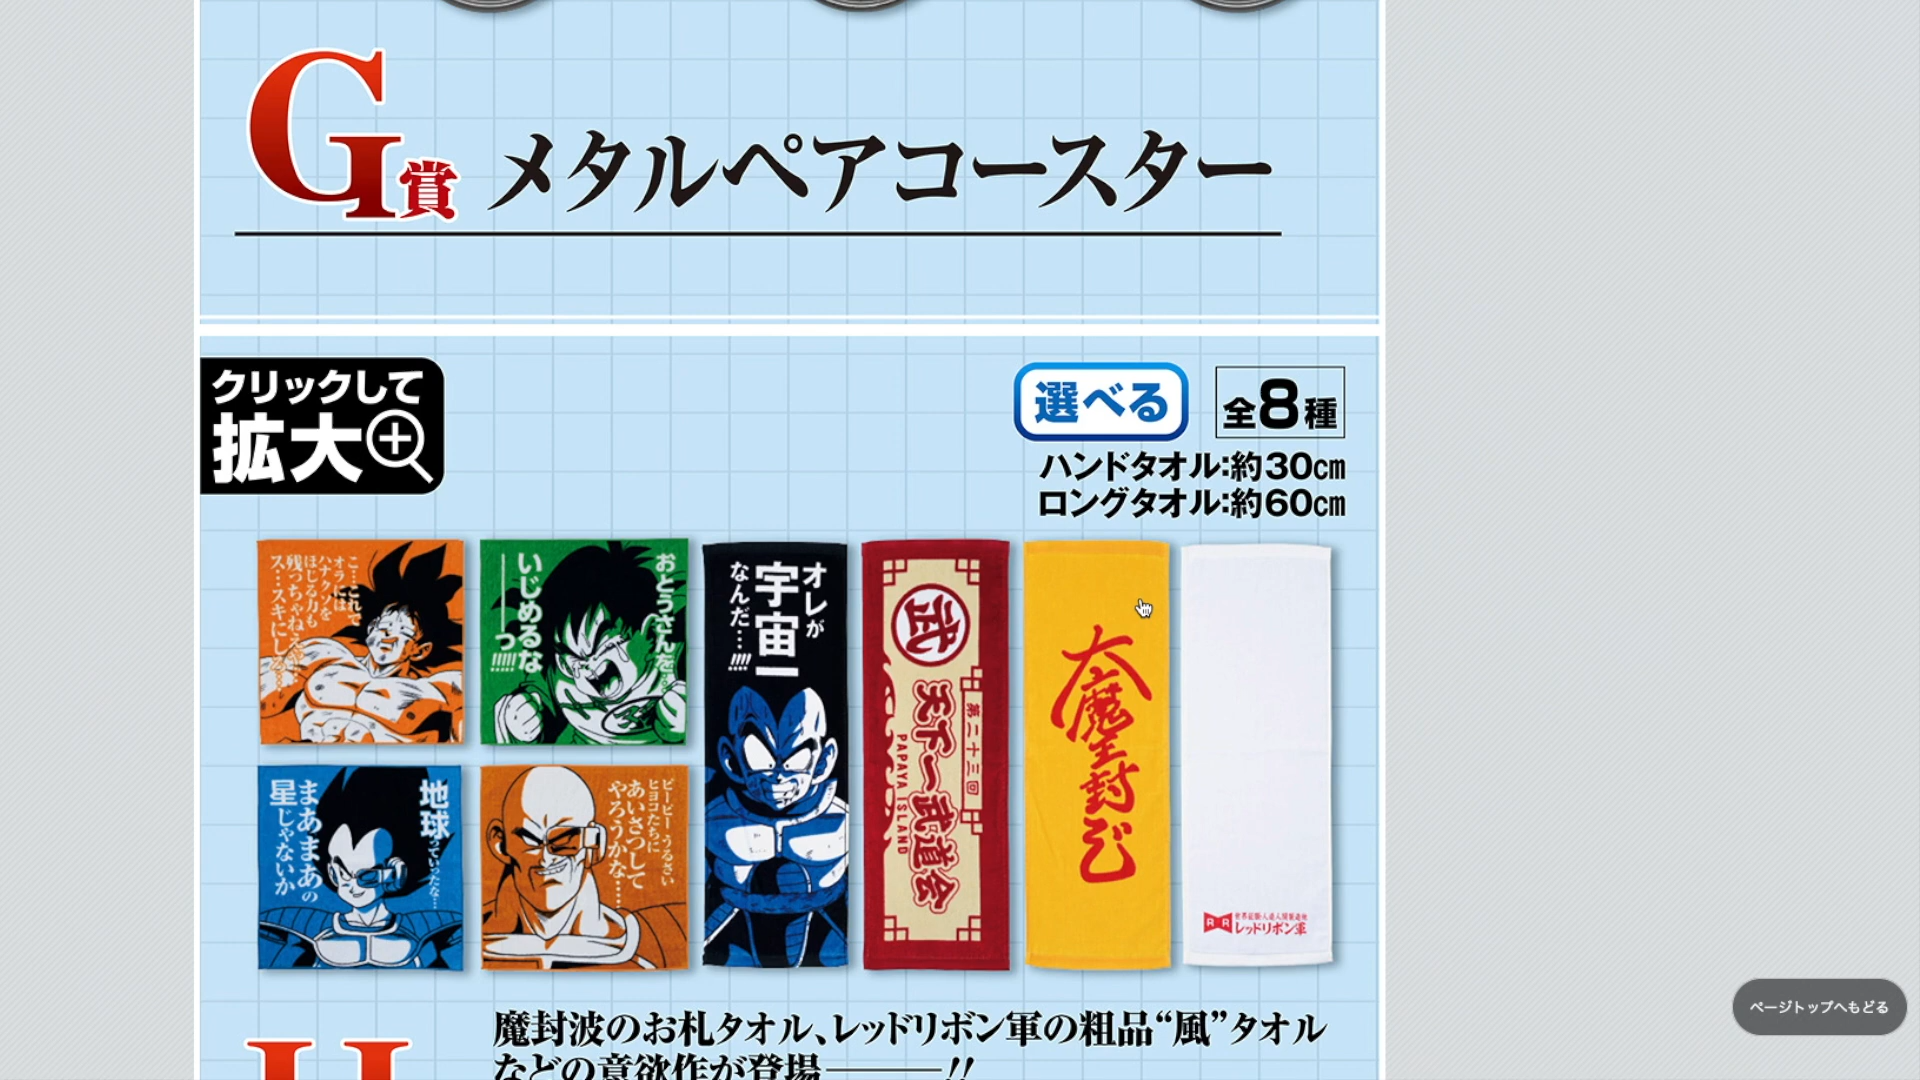 G賞 メタルペアコースター
クリックして
拡大
選べる
全8種
ハンドタオル:約30cm
ロングタオル:約60cm
こ…これで
オラには
ハナクソを
ほじる力も
残っちゃねえ
ス…スキにしろ……
おとうさんを…
いじめるな
――っ!!!!!
オレが
宇宙一
なんだ…!!!!
武
第二十三回
天下一武道会
PAPAYA ISLAND
大魔王封じ
RR
レッドリボン軍
地球っていったな…
まあまあの
星じゃないか
ピーピーうるさい
ヒヨコたちに
あいさつして
やろうかな……
H
魔封波のお札タオル、レッドリボン軍の粗品“風”タオル
などの意欲作が登場―――!!
ページトップへもどる